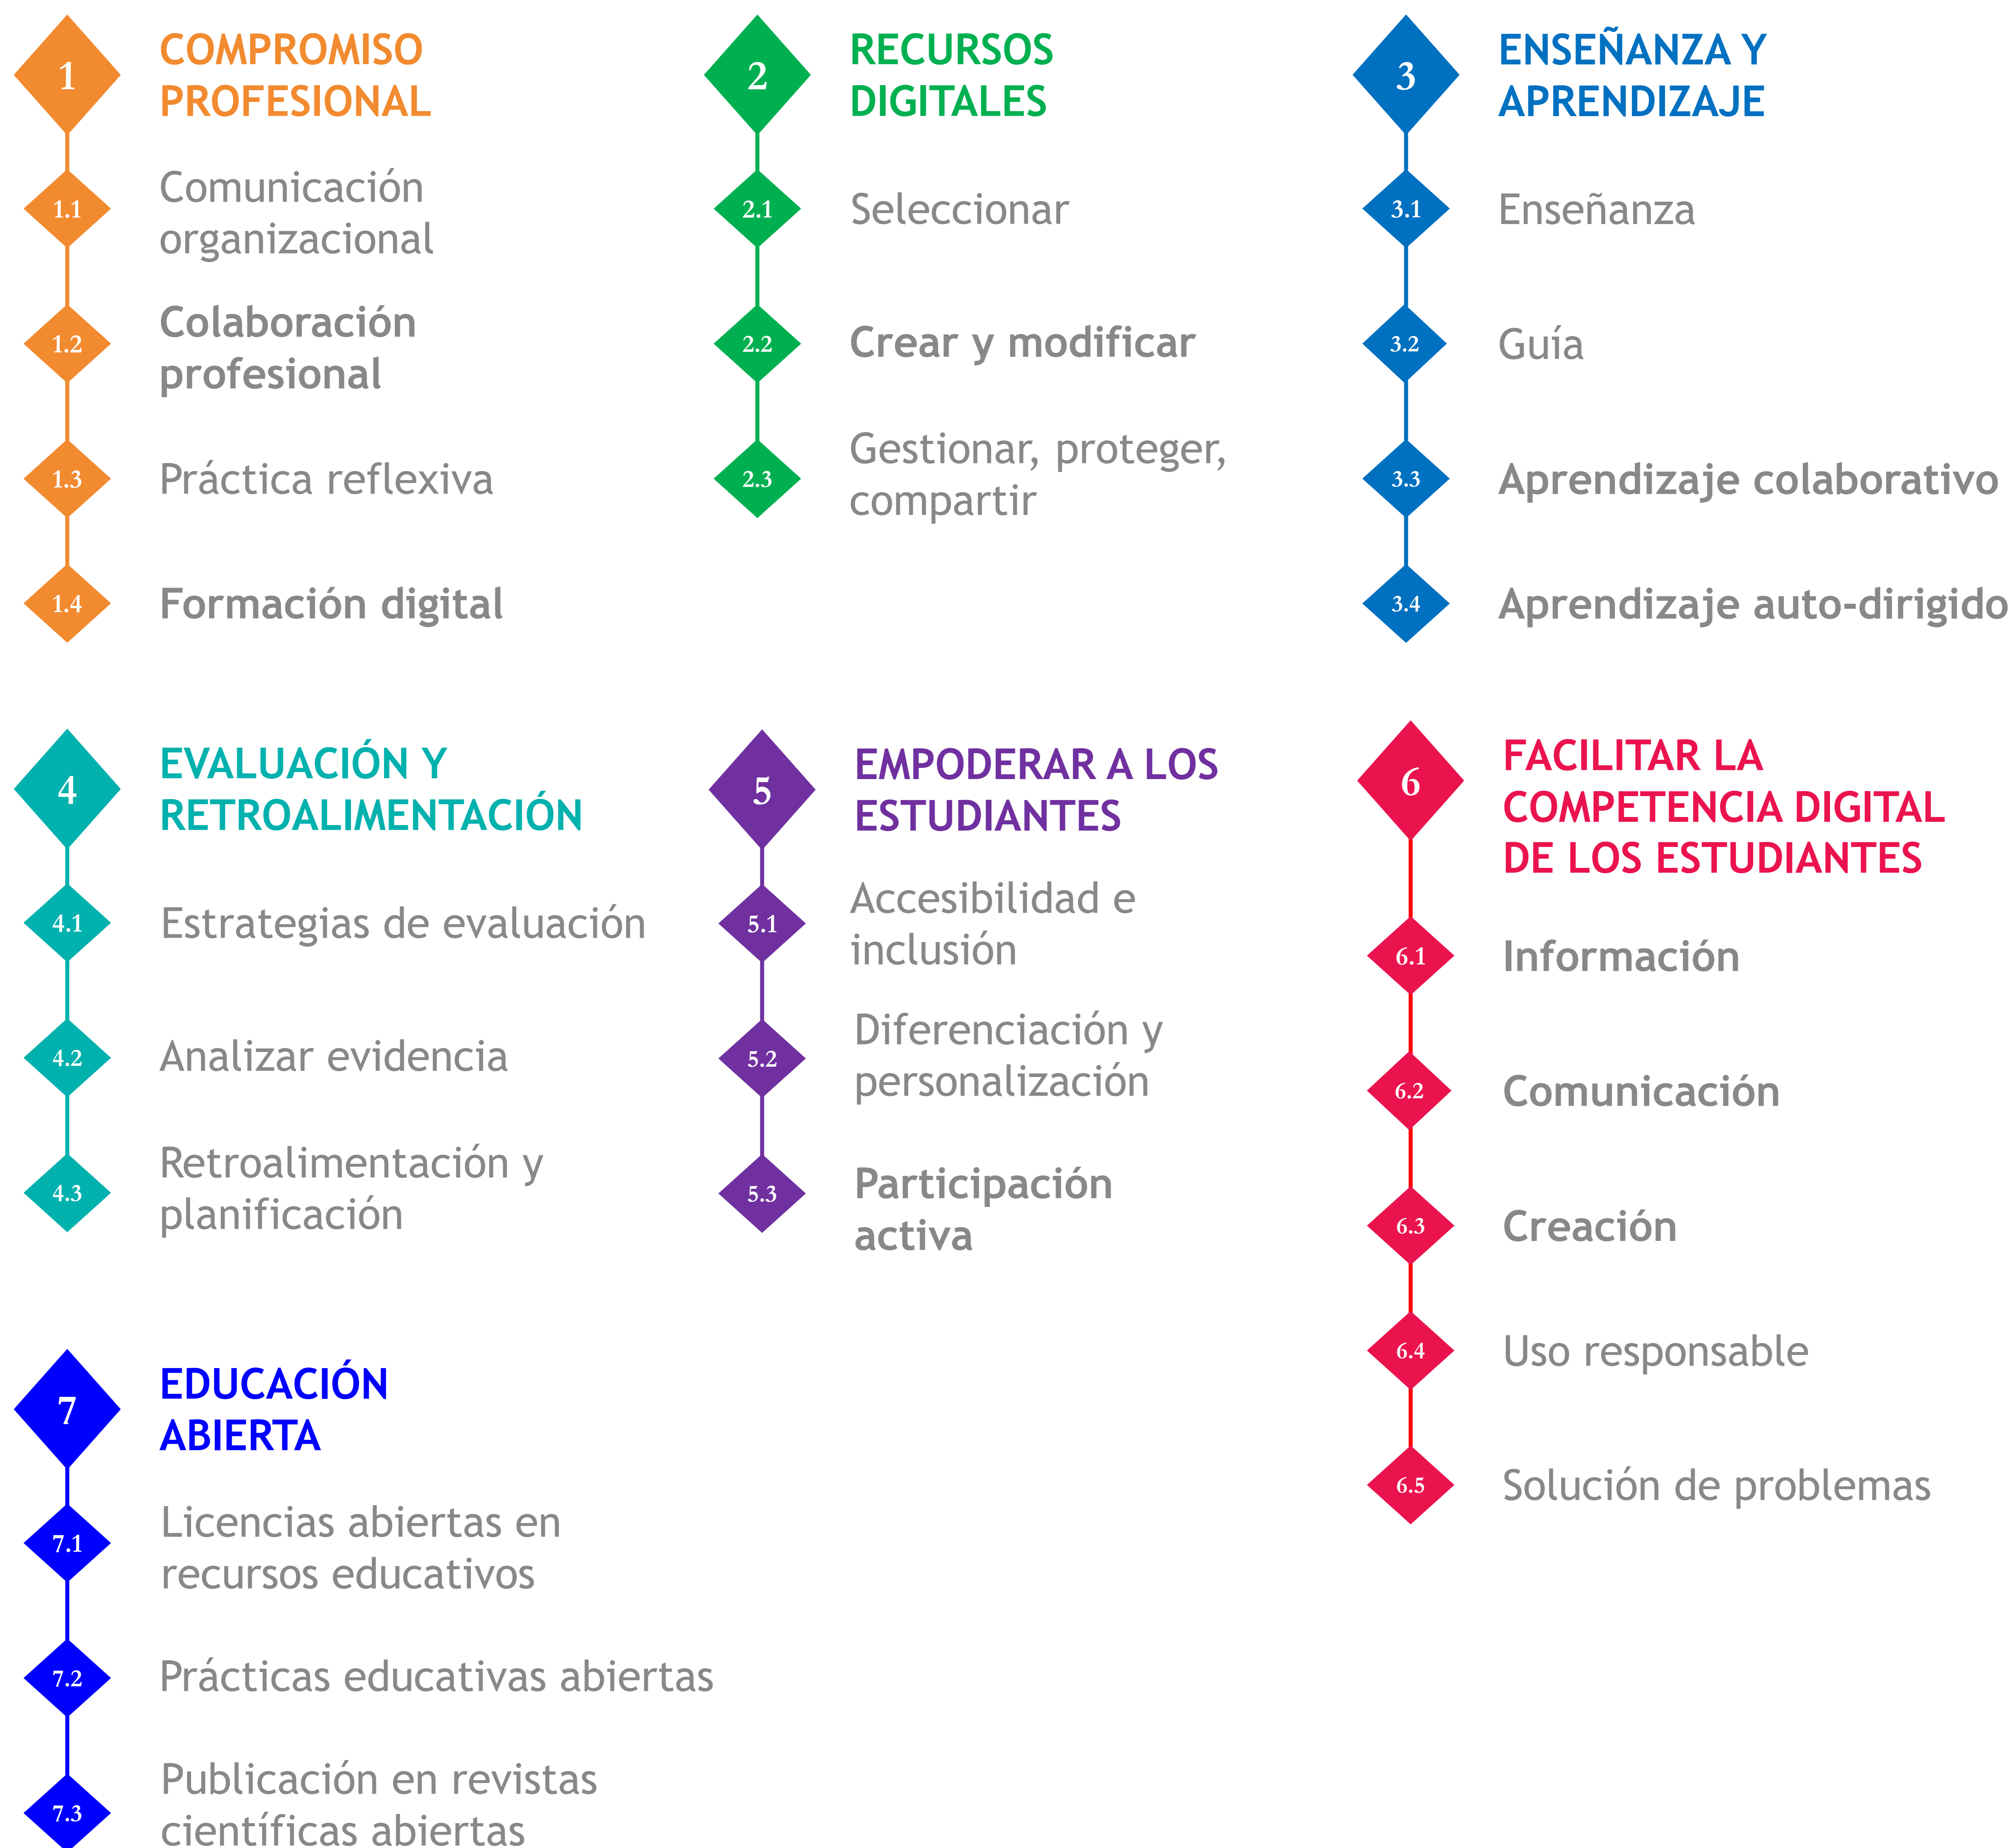 1
COMPROMISO
PROFESIONAL
1.1
Comunicación
organizacional
1.2
Colaboración
profesional
1.3
Práctica reflexiva
1.4
Formación digital
2
RECURSOS
DIGITALES
2.1
Seleccionar
2.2
Crear y modificar
2.3
Gestionar, proteger,
compartir
3
ENSEÑANZA Y
APRENDIZAJE
3.1
Enseñanza
3.2
Guía
3.3
Aprendizaje colaborativo
3.4
Aprendizaje auto-dirigido
4
EVALUACIÓN Y
RETROALIMENTACIÓN
4.1
Estrategias de evaluación
4.2
Analizar evidencia
4.3
Retroalimentación y
planificación
5
EMPODERAR A LOS
ESTUDIANTES
5.1
Accesibilidad e
inclusión
5.2
Diferenciación y
personalización
5.3
Participación
activa
6
FACILITAR LA
COMPETENCIA DIGITAL
DE LOS ESTUDIANTES
6.1
Información
6.2
Comunicación
6.3
Creación
6.4
Uso responsable
6.5
Solución de problemas
7
EDUCACIÓN
ABIERTA
7.1
Licencias abiertas en
recursos educativos
7.2
Prácticas educativas abiertas
7.3
Publicación en revistas
científicas abiertas